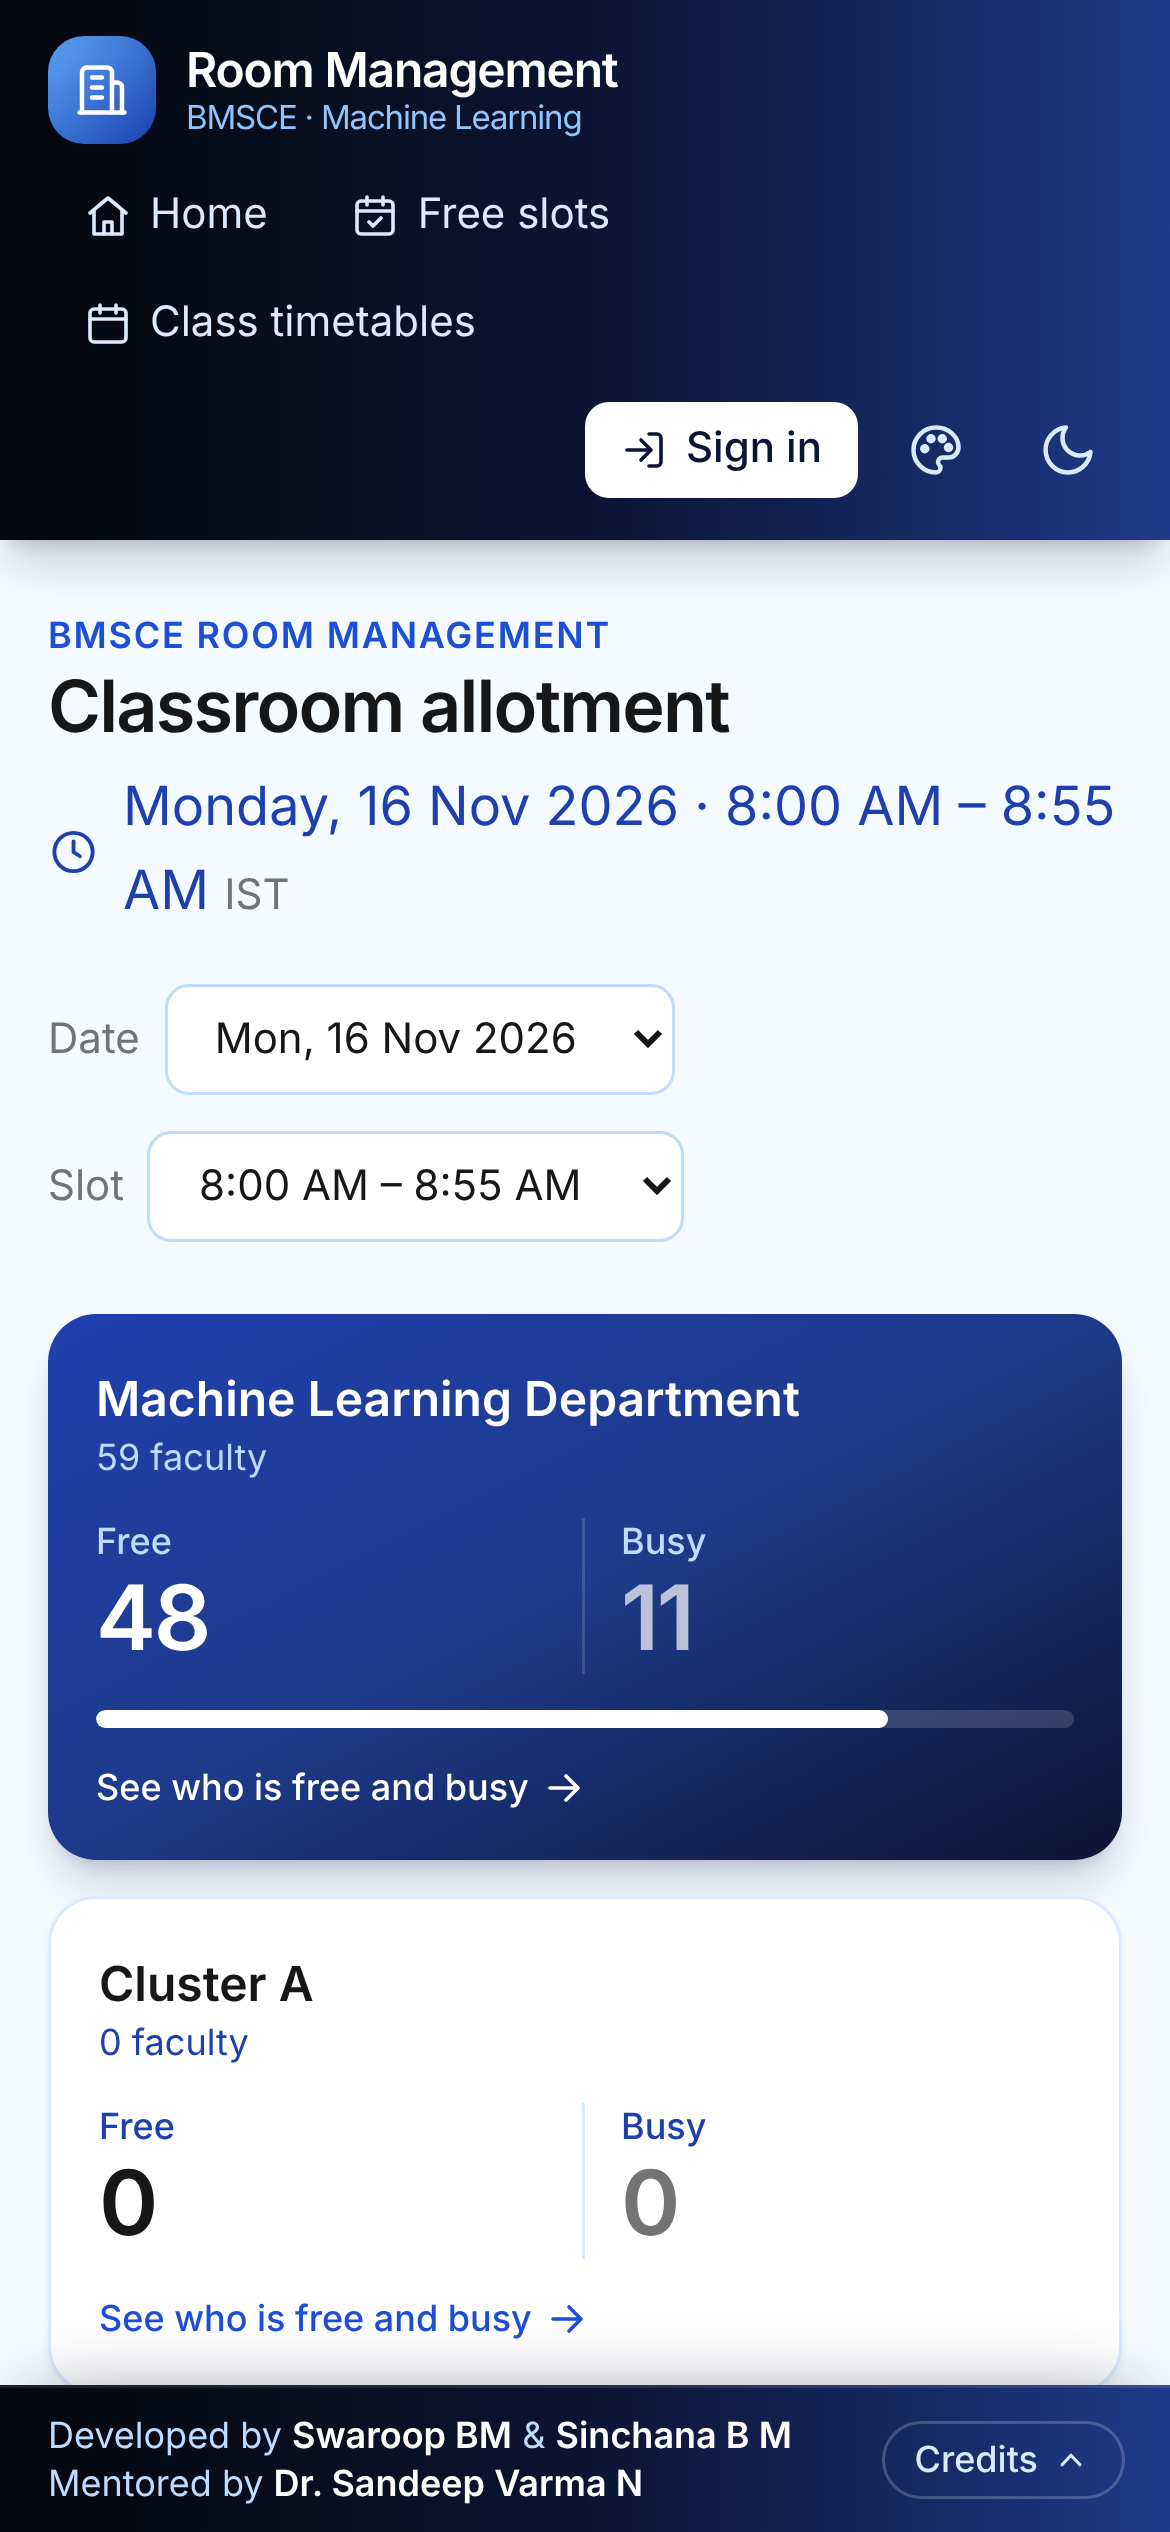 Room Management
BMSCE · Machine Learning
Home
Free slots
Class timetables
Sign in
BMSCE ROOM MANAGEMENT
Classroom allotment
Monday, 16 Nov 2026 · 8:00 AM – 8:55
AM IST
Date
Mon, 16 Nov 2026
Slot
8:00 AM – 8:55 AM
Machine Learning Department
59 faculty
Free
Busy
48
11
See who is free and busy →
Cluster A
0 faculty
Free
Busy
0
0
See who is free and busy →
Developed by Swaroop BM & Sinchana B M
Mentored by Dr. Sandeep Varma N
Credits